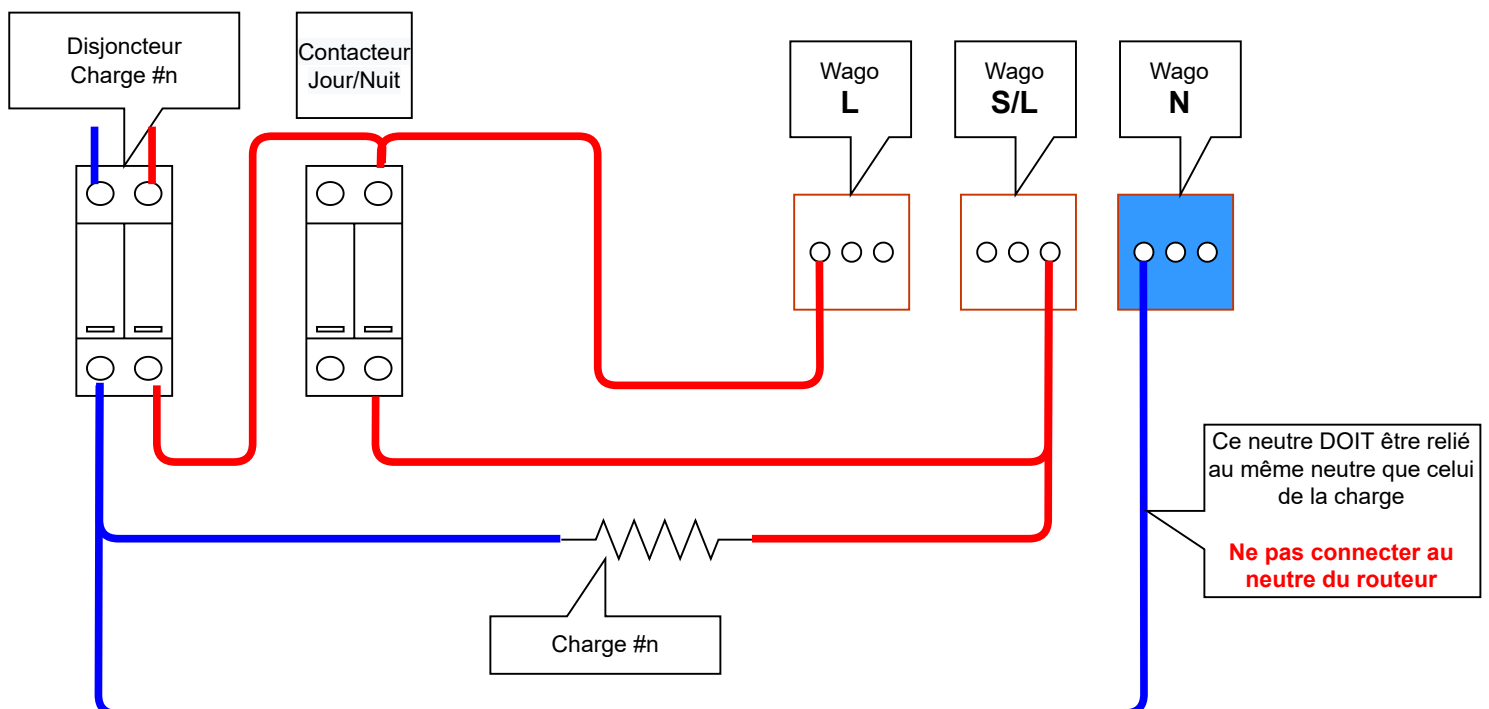 Disjoncteur
Charge #n
Contacteur
Jour/Nuit
Wago
L
Wago
S/L
Wago
N
Ce neutre DOIT être relié
au même neutre que celui
de la charge
Ne pas connecter au
neutre du routeur
Charge #n